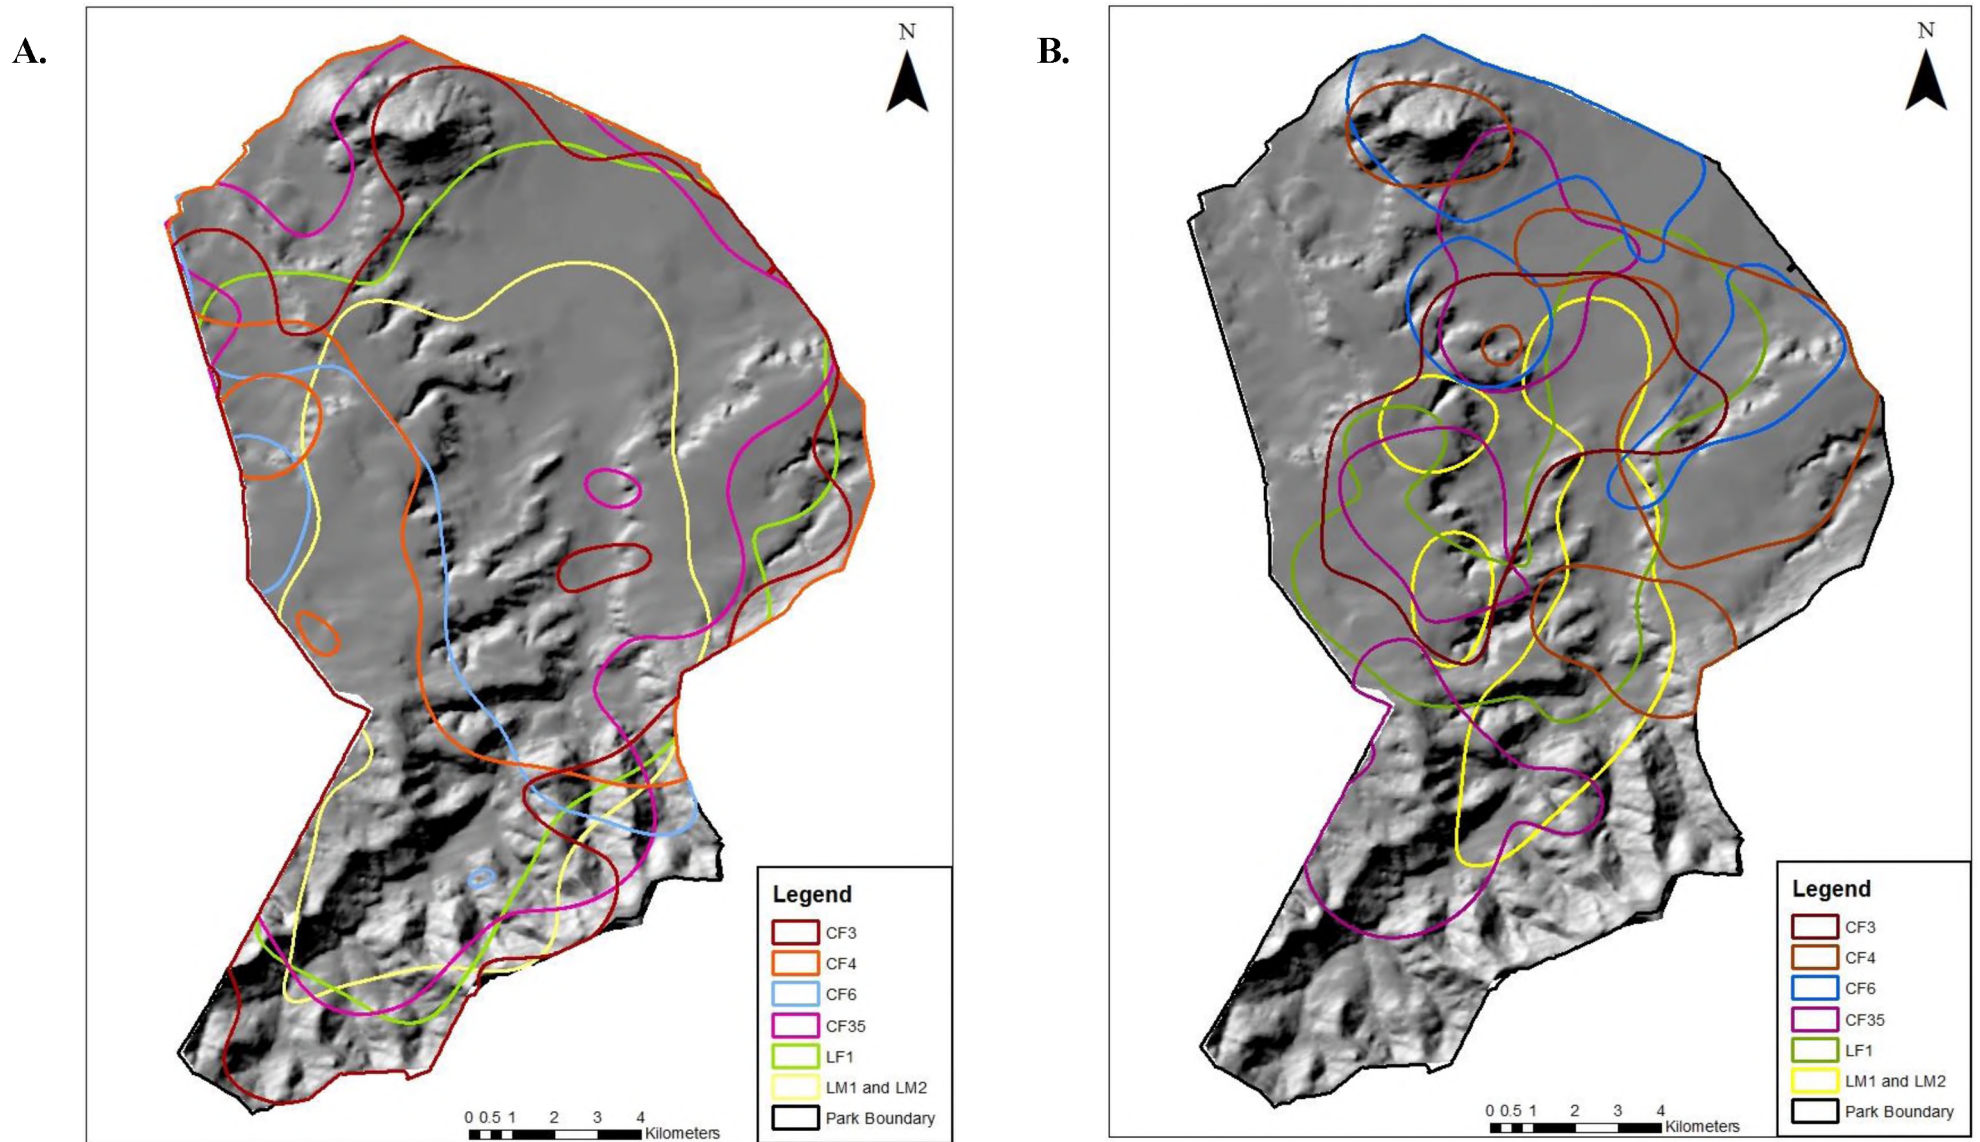 A.
N
Legend
CF3
CF4
CF6
CF35
LF1
LM1 and LM2
Park Boundary
0 0.5 1 2 3 4
Kilometers
B.
N
Legend
CF3
CF4
CF6
CF35
LF1
LM1 and LM2
Park Boundary
0 0.5 1 2 3 4
Kilometers